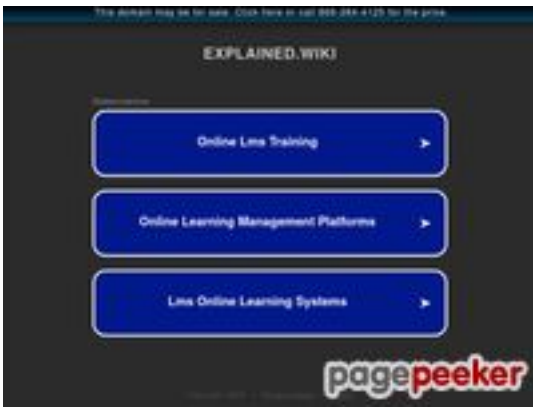 This domain may be for sale. Click here or call 866-284-4125 for the price.
EXPLAINED.WIKI
Online Lms Training
Online Learning Management Platforms
Lms Online Learning Systems
pagepeeker